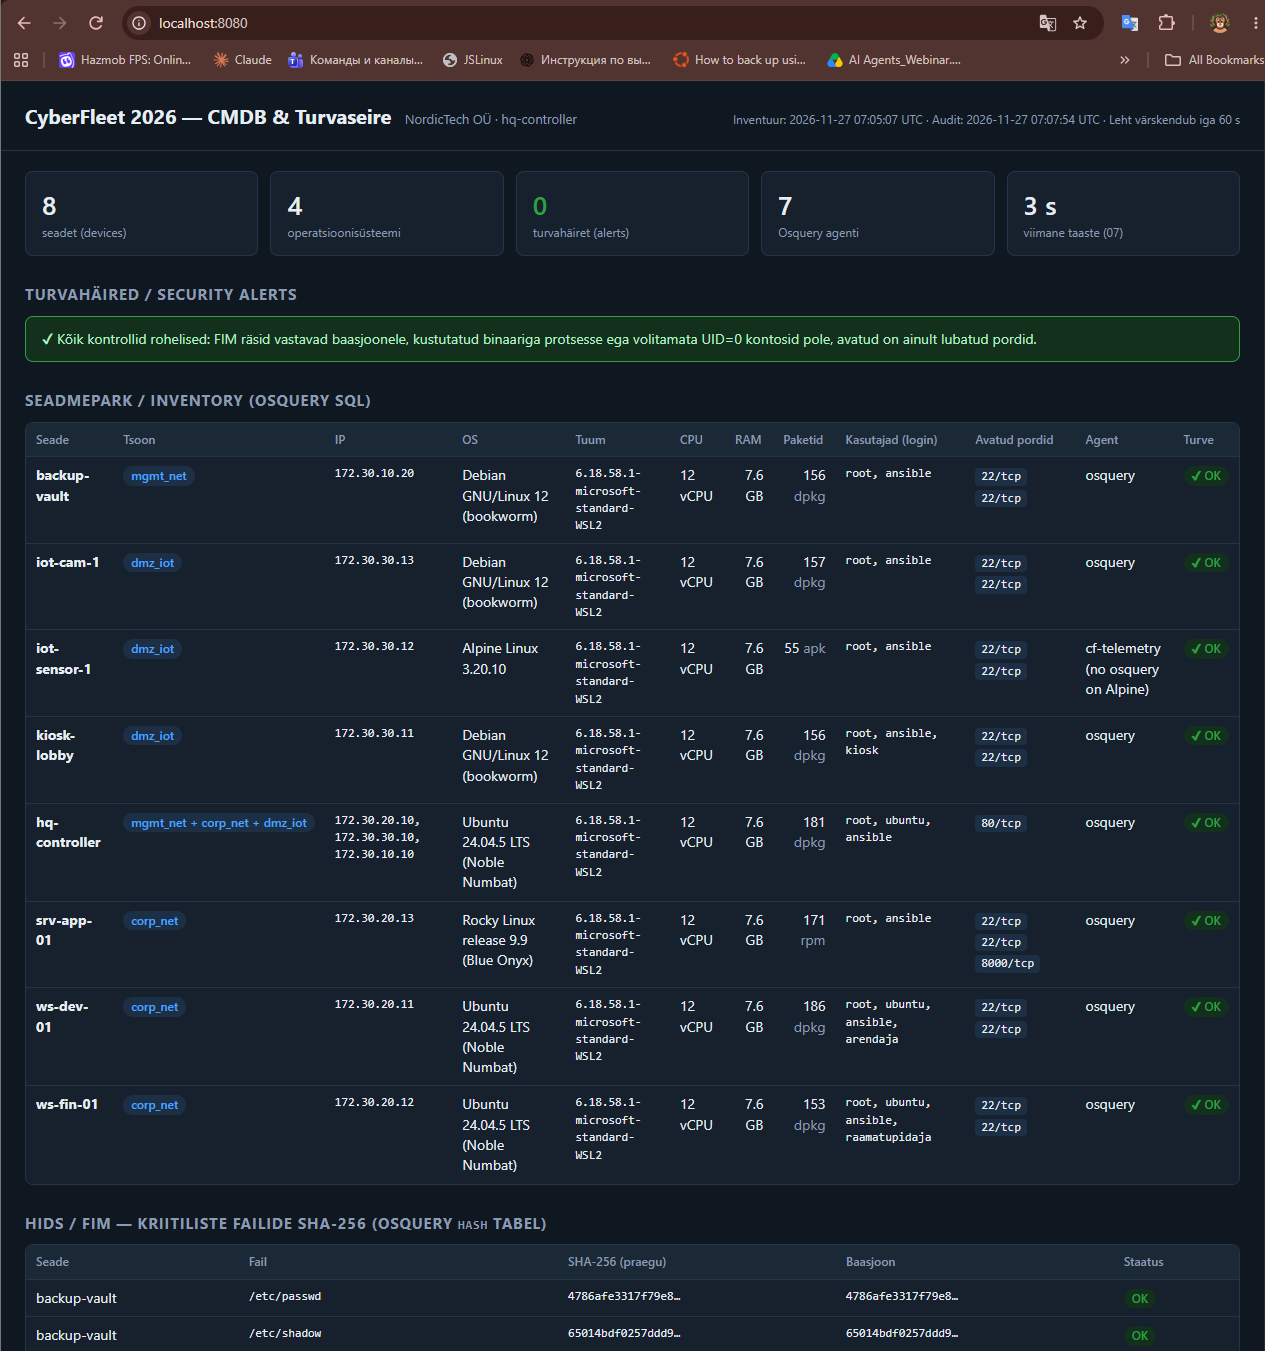 localhost:8080
Hazmob FPS: Onlin...
Claude
Команды и каналы...
JSLinux
Инструкция по вы...
How to back up usi...
AI Agents_Webinar....
»
All Bookmarks
CyberFleet 2026 — CMDB & Turvaseire
NordicTech OÜ · hq-controller
Inventuur: 2026-11-27 07:05:07 UTC · Audit: 2026-11-27 07:07:54 UTC · Leht värskendub iga 60 s
8
seadet (devices)
4
operatsioonisüsteemi
0
turvahäiret (alerts)
7
Osquery agenti
3 s
viimane taaste (07)
TURVAHÄIRED / SECURITY ALERTS
✓ Kõik kontrollid rohelised: FIM räsid vastavad baasjoonele, kustutatud binaariga protsesse ega volitamata UID=0 kontosid pole, avatud on ainult lubatud pordid.
SEADMEPARK / INVENTORY (OSQUERY SQL)
Seade Tsoon IP OS Tuum CPU RAM Paketid Kasutajad (login) Avatud pordid Agent Turve
backup-
vault
mgmt_net
172.30.10.20
Debian
GNU/Linux 12
(bookworm)
6.18.58.1-
microsoft-
standard-
WSL2
12
vCPU
7.6
GB
156
dpkg
root, ansible
22/tcp
22/tcp
osquery
✓ OK
iot-cam-1
dmz_iot
172.30.30.13
Debian
GNU/Linux 12
(bookworm)
6.18.58.1-
microsoft-
standard-
WSL2
12
vCPU
7.6
GB
157
dpkg
root, ansible
22/tcp
22/tcp
osquery
✓ OK
iot-
sensor-1
dmz_iot
172.30.30.12
Alpine Linux
3.20.10
6.18.58.1-
microsoft-
standard-
WSL2
12
vCPU
7.6
GB
55 apk
root, ansible
22/tcp
22/tcp
cf-telemetry
(no osquery
on Alpine)
✓ OK
kiosk-
lobby
dmz_iot
172.30.30.11
Debian
GNU/Linux 12
(bookworm)
6.18.58.1-
microsoft-
standard-
WSL2
12
vCPU
7.6
GB
156
dpkg
root, ansible,
kiosk
22/tcp
22/tcp
osquery
✓ OK
hq-
controller
mgmt_net + corp_net + dmz_iot
172.30.20.10,
172.30.30.10,
172.30.10.10
Ubuntu
24.04.5 LTS
(Noble
Numbat)
6.18.58.1-
microsoft-
standard-
WSL2
12
vCPU
7.6
GB
181
dpkg
root, ubuntu,
ansible
80/tcp
osquery
✓ OK
srv-app-
01
corp_net
172.30.20.13
Rocky Linux
release 9.9
(Blue Onyx)
6.18.58.1-
microsoft-
standard-
WSL2
12
vCPU
7.6
GB
171
rpm
root, ansible
22/tcp
22/tcp
8000/tcp
osquery
✓ OK
ws-dev-
01
corp_net
172.30.20.11
Ubuntu
24.04.5 LTS
(Noble
Numbat)
6.18.58.1-
microsoft-
standard-
WSL2
12
vCPU
7.6
GB
186
dpkg
root, ubuntu,
ansible,
arendaja
22/tcp
22/tcp
osquery
✓ OK
ws-fin-01
corp_net
172.30.20.12
Ubuntu
24.04.5 LTS
(Noble
Numbat)
6.18.58.1-
microsoft-
standard-
WSL2
12
vCPU
7.6
GB
153
dpkg
root, ubuntu,
ansible,
raamatupidaja
22/tcp
22/tcp
osquery
✓ OK
HIDS / FIM — KRIITILISTE FAILIDE SHA-256 (OSQUERY HASH TABEL)
Seade Fail SHA-256 (praegu) Baasjoon Staatus
backup-vault /etc/passwd 4786afe3317f79e8… 4786afe3317f79e8… OK
backup-vault /etc/shadow 65014bdf0257ddd9… 65014bdf0257ddd9… OK